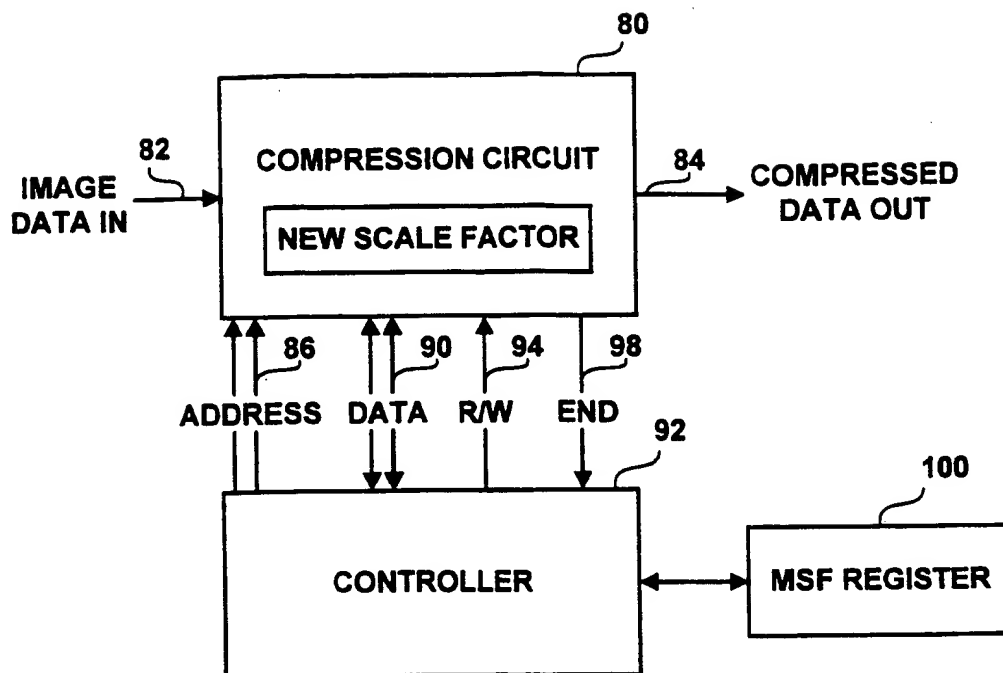 80
COMPRESSION CIRCUIT
82
84
IMAGE
DATA IN
COMPRESSED
DATA OUT
NEW SCALE FACTOR
86
90
94
98
ADDRESS
DATA
R/W
END
92
100
CONTROLLER
MSF REGISTER